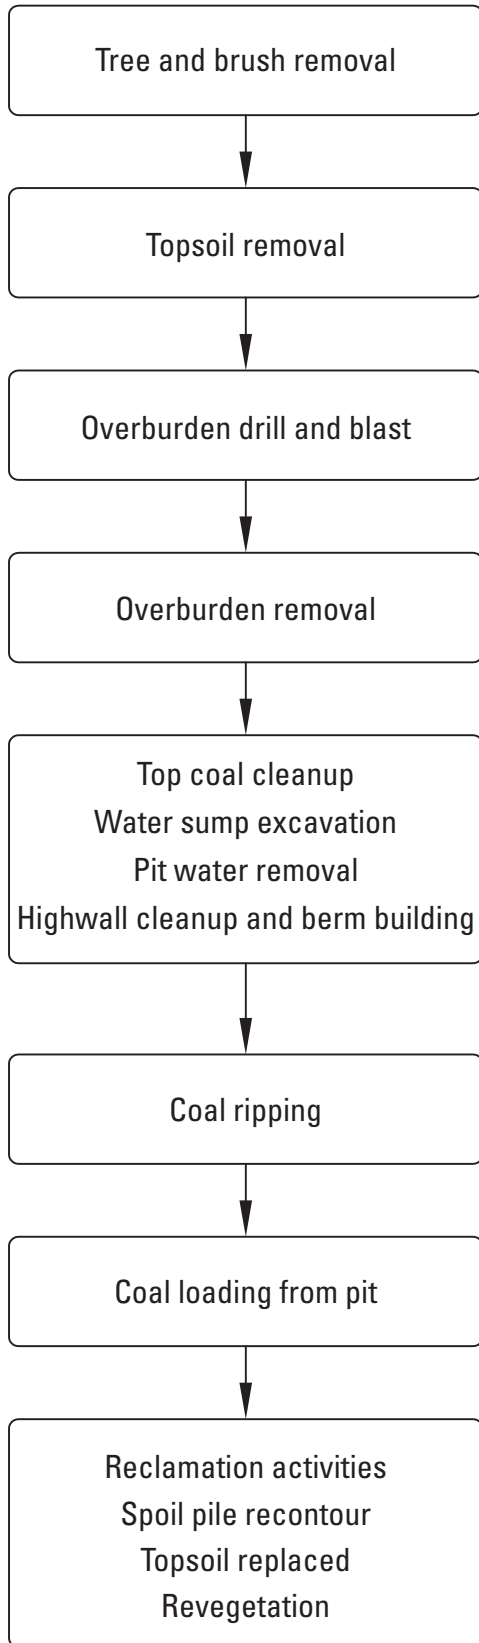 Tree and brush removal
Topsoil removal
Overburden drill and blast
Overburden removal
Top coal cleanup
Water sump excavation
Pit water removal
Highwall cleanup and berm building
Coal ripping
Coal loading from pit
Reclamation activities
Spoil pile recontour
Topsoil replaced
Revegetation